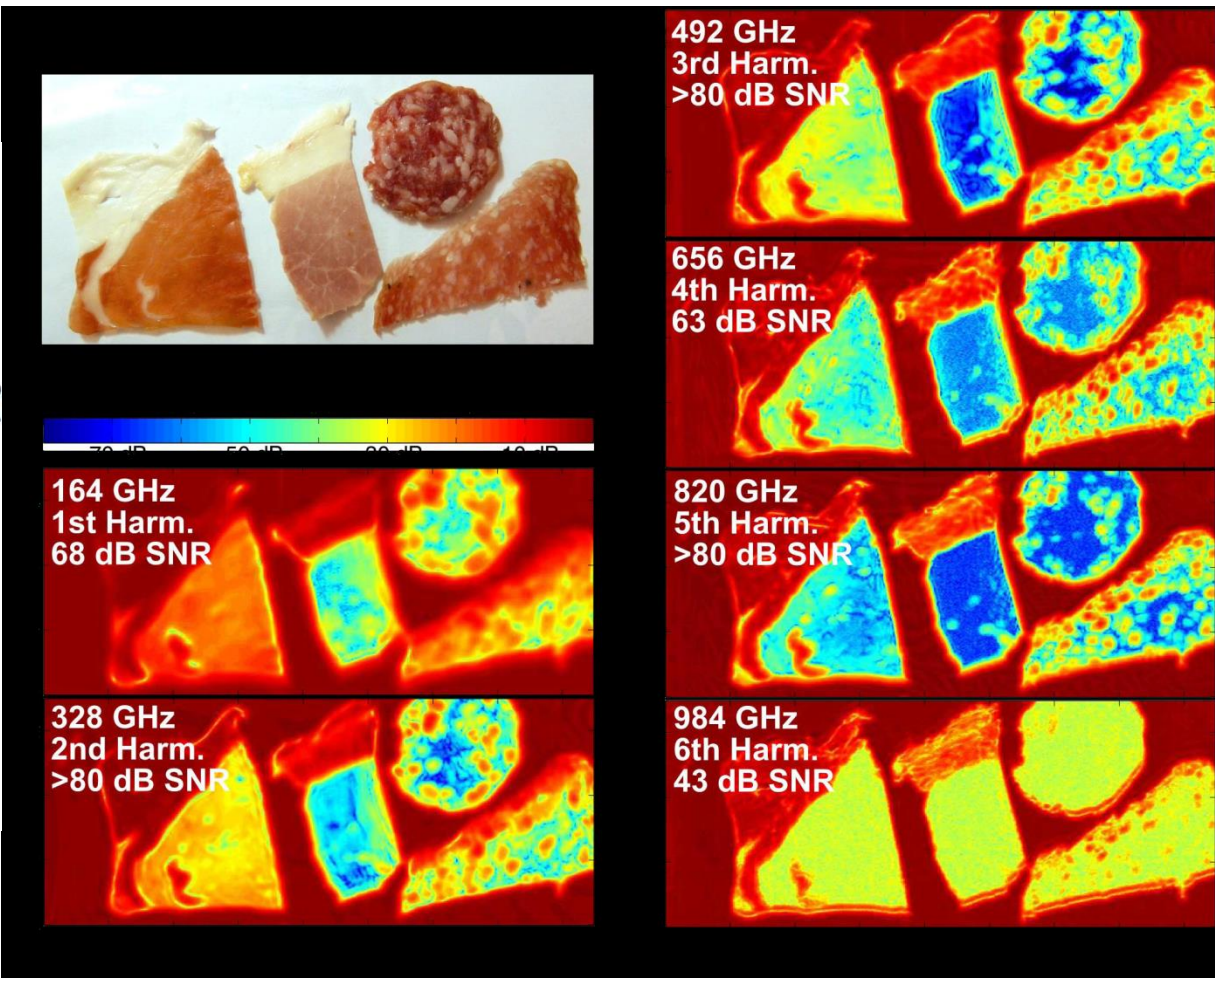 164 GHz
1st Harm.
68 dB SNR
328 GHz
2nd Harm.
>80 dB SNR
492 GHz
3rd Harm.
>80 dB SNR
656 GHz
4th Harm.
63 dB SNR
820 GHz
5th Harm.
>80 dB SNR
984 GHz
6th Harm.
43 dB SNR